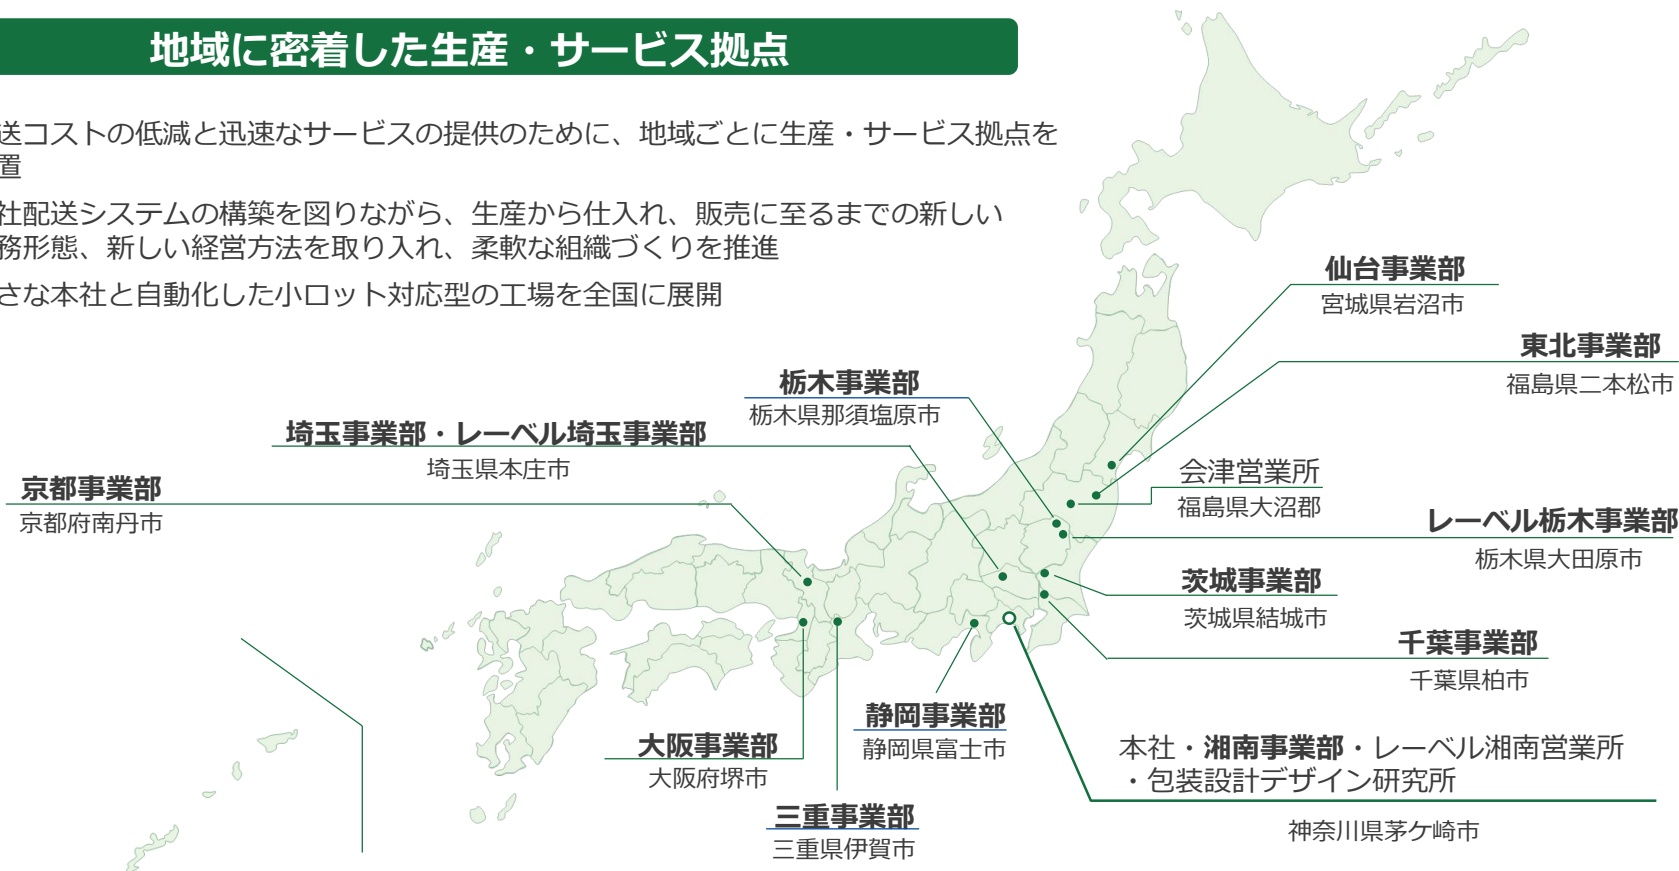 地域に密着した生産・サービス拠点
送コストの低減と迅速なサービスの提供のために、地域ごとに生産・サービス拠点を
置
社配送システムの構築を図りながら、生産から仕入れ、販売に至るまでの新しい
務形態、新しい経営方法を取り入れ、柔軟な組織づくりを推進
さな本社と自動化した小ロット対応型の工場を全国に展開
仙台事業部
宮城県岩沼市
東北事業部
福島県二本松市
栃木事業部
栃木県那須塩原市
埼玉事業部・レーベル埼玉事業部
埼玉県本庄市
京都事業部
京都府南丹市
会津営業所
福島県大沼郡
レーベル栃木事業部
栃木県大田原市
茨城事業部
茨城県結城市
千葉事業部
千葉県柏市
静岡事業部
静岡県富士市
大阪事業部
大阪府堺市
三重事業部
三重県伊賀市
本社・湘南事業部・レーベル湘南営業所
・包装設計デザイン研究所
神奈川県茅ケ崎市